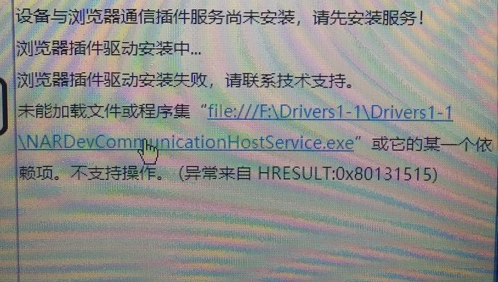 设备与浏览器通信插件服务尚未安装，请先安装服务！
浏览器插件驱动安装中...
浏览器插件驱动安装失败，请联系技术支持。
未能加载文件或程序集“file:///F:\Drivers1-1\Drivers1-1
\NARDevCommunicationHostService.exe”或它的某一个依
赖项。不支持操作。 (异常来自 HRESULT:0x80131515)